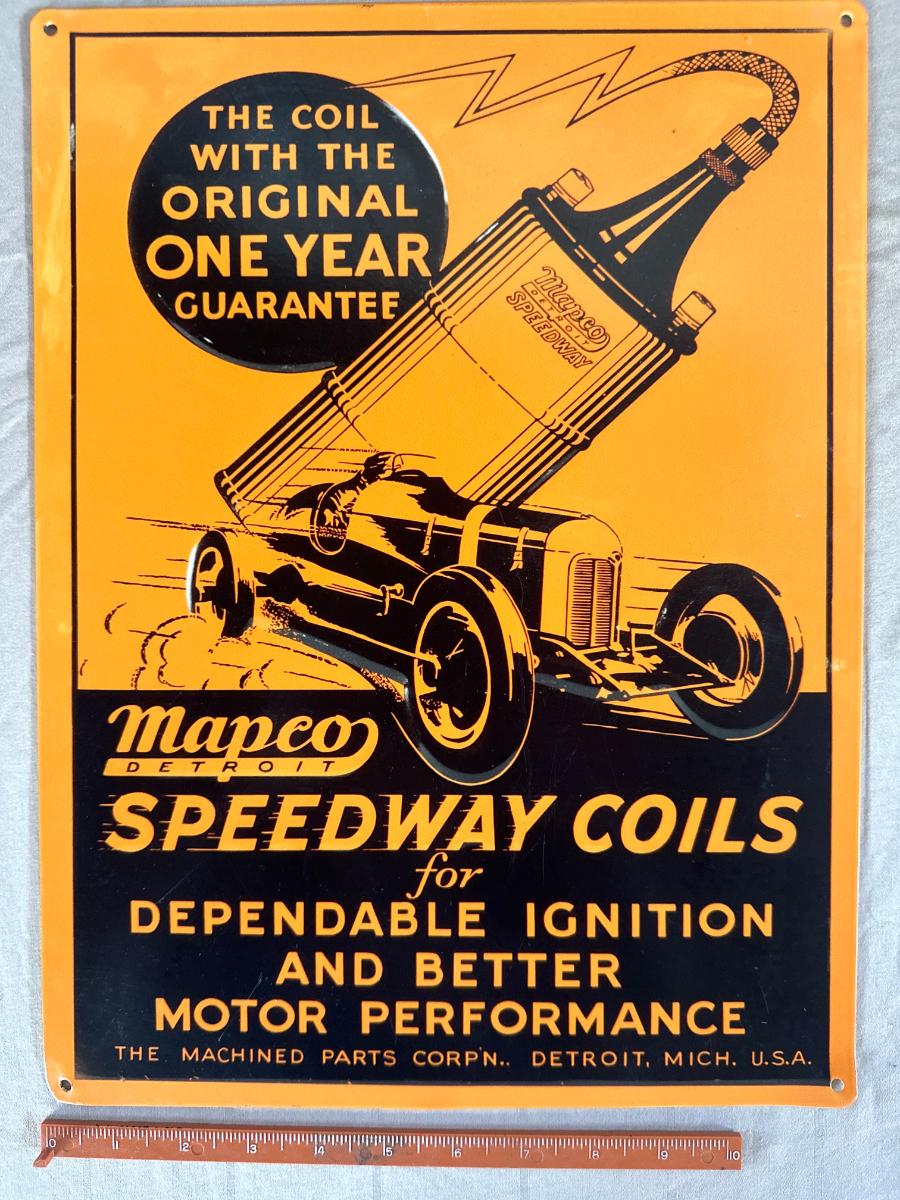 THE COIL
WITH THE
ORIGINAL
ONE YEAR
GUARANTEE
Mapco
DETROIT
SPEEDWAY
Mapco
DETROIT
SPEEDWAY COILS
for
DEPENDABLE IGNITION
AND BETTER
MOTOR PERFORMANCE
THE MACHINED PARTS CORP'N.. DETROIT, MICH. U.S.A.
0 1 2 3 4 5 6 7 8 9 10